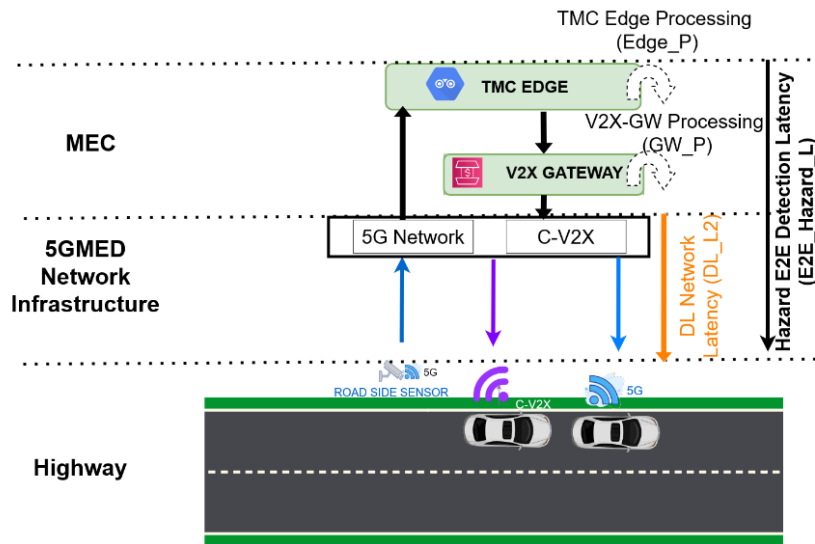 TMC Edge Processing
(Edge_P)
TMC EDGE
V2X-GW Processing
(GW_P)
MEC
V2X GATEWAY
S
5GMED
Network
Infrastructure
5G Network
C-V2X
DL Network
Latency (DL_L2)
Hazard E2E Detection Latency
(E2E_Hazard_L)
5G
ROAD SIDE SENSOR
C-V2X
5G
Highway